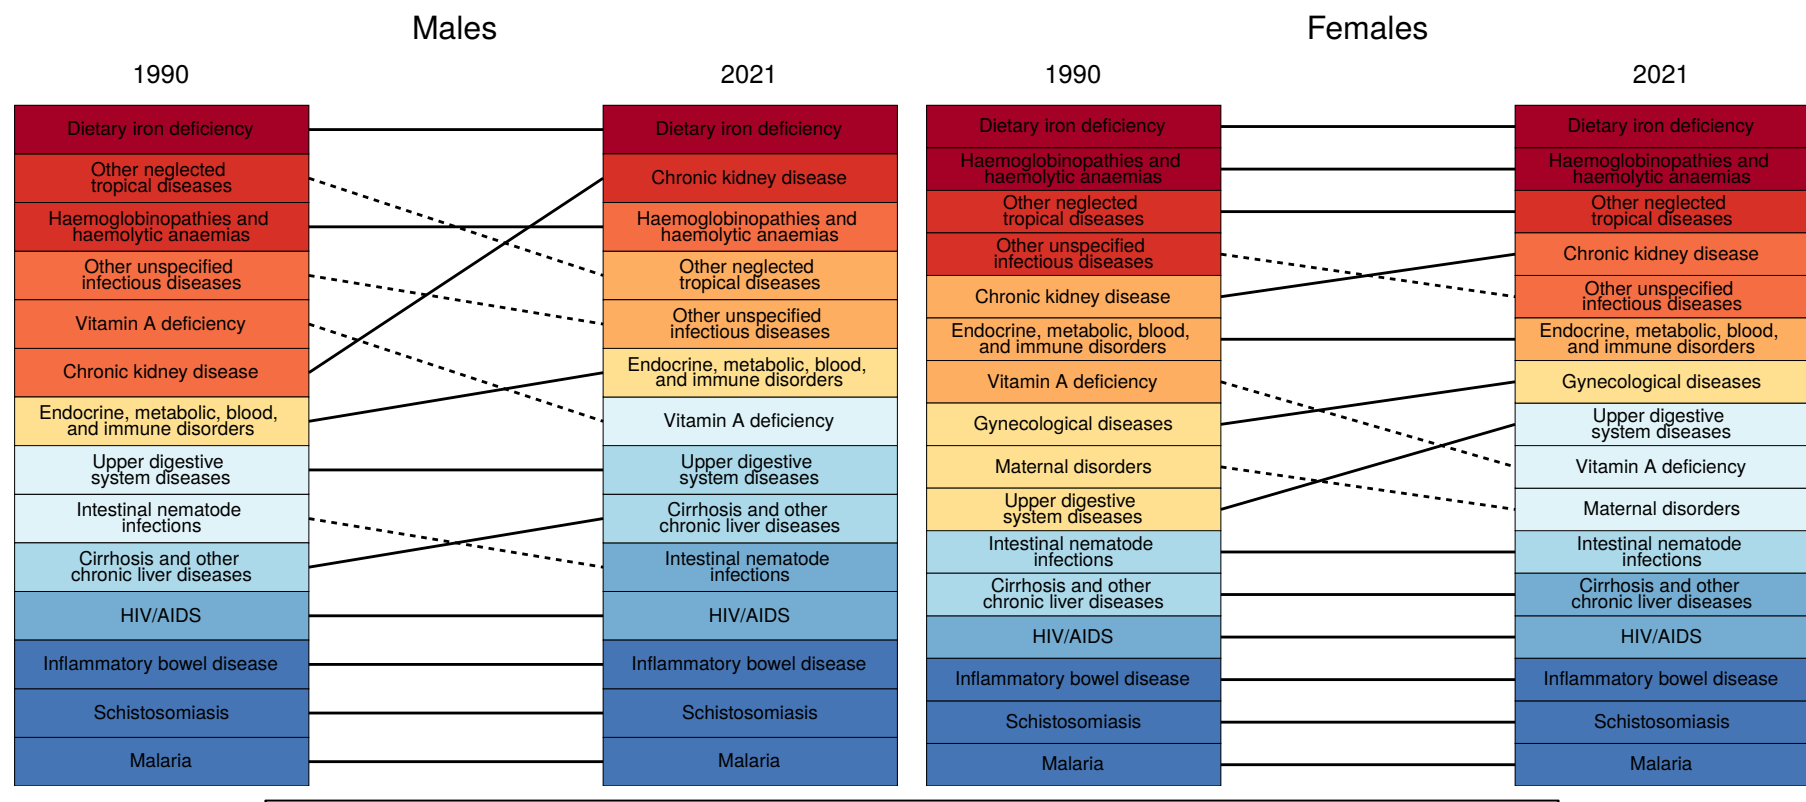 Males
1990
2021
Dietary iron deficiency
Other neglected
tropical diseases
Haemoglobinopathies and
haemolytic anaemias
Other unspecified
infectious diseases
Vitamin A deficiency
Chronic kidney disease
Endocrine, metabolic, blood,
and immune disorders
Upper digestive
system diseases
Intestinal nematode
infections
Cirrhosis and other
chronic liver diseases
HIV/AIDS
Inflammatory bowel disease
Schistosomiasis
Malaria
Dietary iron deficiency
Chronic kidney disease
Haemoglobinopathies and
haemolytic anaemias
Other neglected
tropical diseases
Other unspecified
infectious diseases
Endocrine, metabolic, blood,
and immune disorders
Vitamin A deficiency
Upper digestive
system diseases
Cirrhosis and other
chronic liver diseases
Intestinal nematode
infections
HIV/AIDS
Inflammatory bowel disease
Schistosomiasis
Malaria
Females
1990
2021
Dietary iron deficiency
Haemoglobinopathies and
haemolytic anaemias
Other neglected
tropical diseases
Other unspecified
infectious diseases
Chronic kidney disease
Endocrine, metabolic, blood,
and immune disorders
Vitamin A deficiency
Gynecological diseases
Maternal disorders
Upper digestive
system diseases
Intestinal nematode
infections
Cirrhosis and other
chronic liver diseases
HIV/AIDS
Inflammatory bowel disease
Schistosomiasis
Malaria
Dietary iron deficiency
Haemoglobinopathies and
haemolytic anaemias
Other neglected
tropical diseases
Chronic kidney disease
Other unspecified
infectious diseases
Endocrine, metabolic, blood,
and immune disorders
Gynecological diseases
Upper digestive
system diseases
Vitamin A deficiency
Maternal disorders
Intestinal nematode
infections
Cirrhosis and other
chronic liver diseases
HIV/AIDS
Inflammatory bowel disease
Schistosomiasis
Malaria